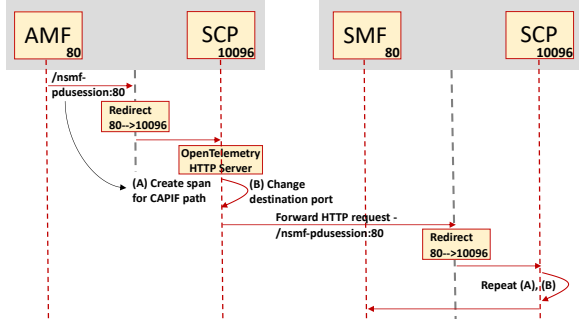 AMF
80
SCP
10096
SMF
80
SCP
10096
/nsmf-
pdusession:80
Redirect
80-->10096
OpenTelemetry
HTTP Server
(A) Create span
for CAPIF path
(B) Change
destination port
Forward HTTP request -
/nsmf-pdusession:80
Redirect
80-->10096
Repeat (A), (B)